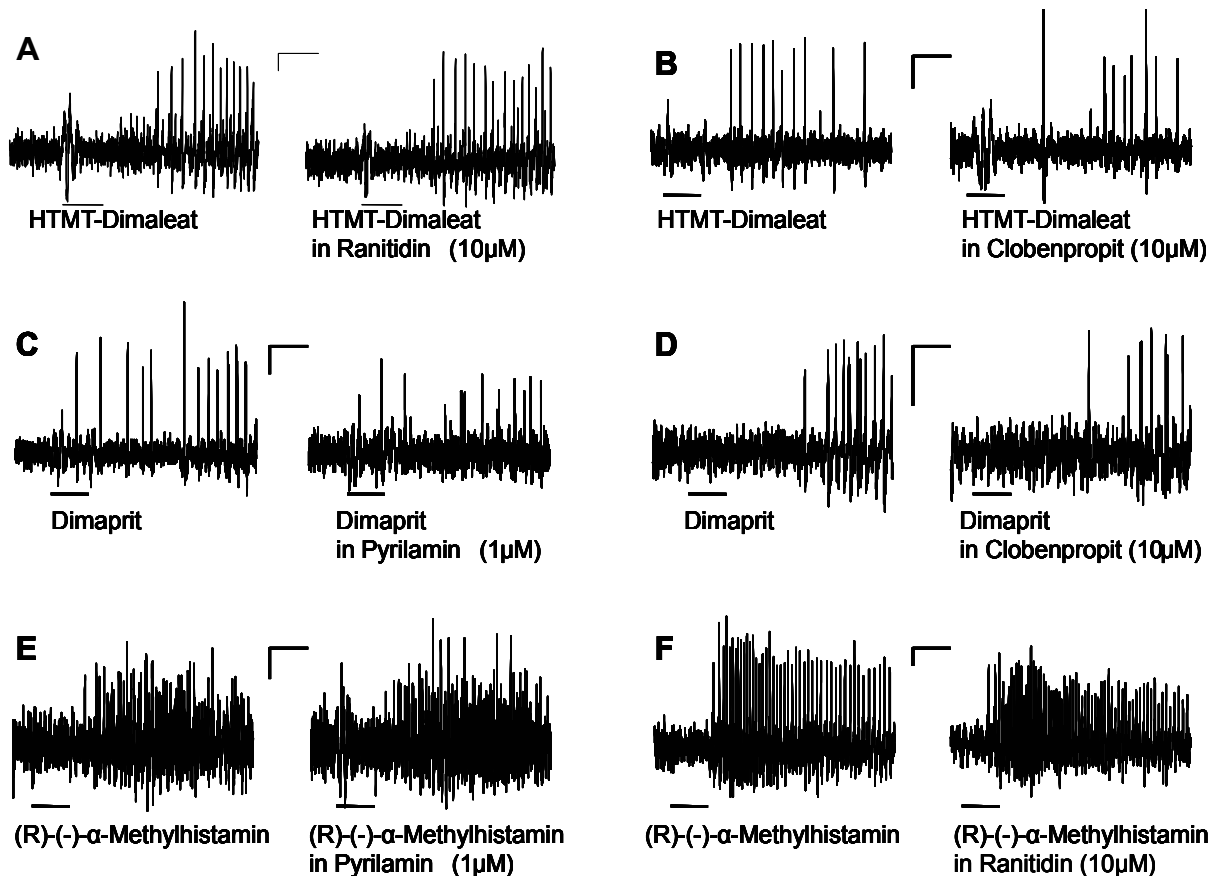 A
HTMT-Dimaleat
HTMT-Dimaleat
in Ranitidin (10µM)
B
HTMT-Dimaleat
HTMT-Dimaleat
in Clobenpropit (10µM)
C
Dimaprit
Dimaprit
in Pyrilamin (1µM)
D
Dimaprit
Dimaprit
in Clobenpropit (10µM)
E
(R)-(-)-α-Methylhistamin
(R)-(-)-α-Methylhistamin
in Pyrilamin (1µM)
F
(R)-(-)-α-Methylhistamin
(R)-(-)-α-Methylhistamin
in Ranitidin (10µM)